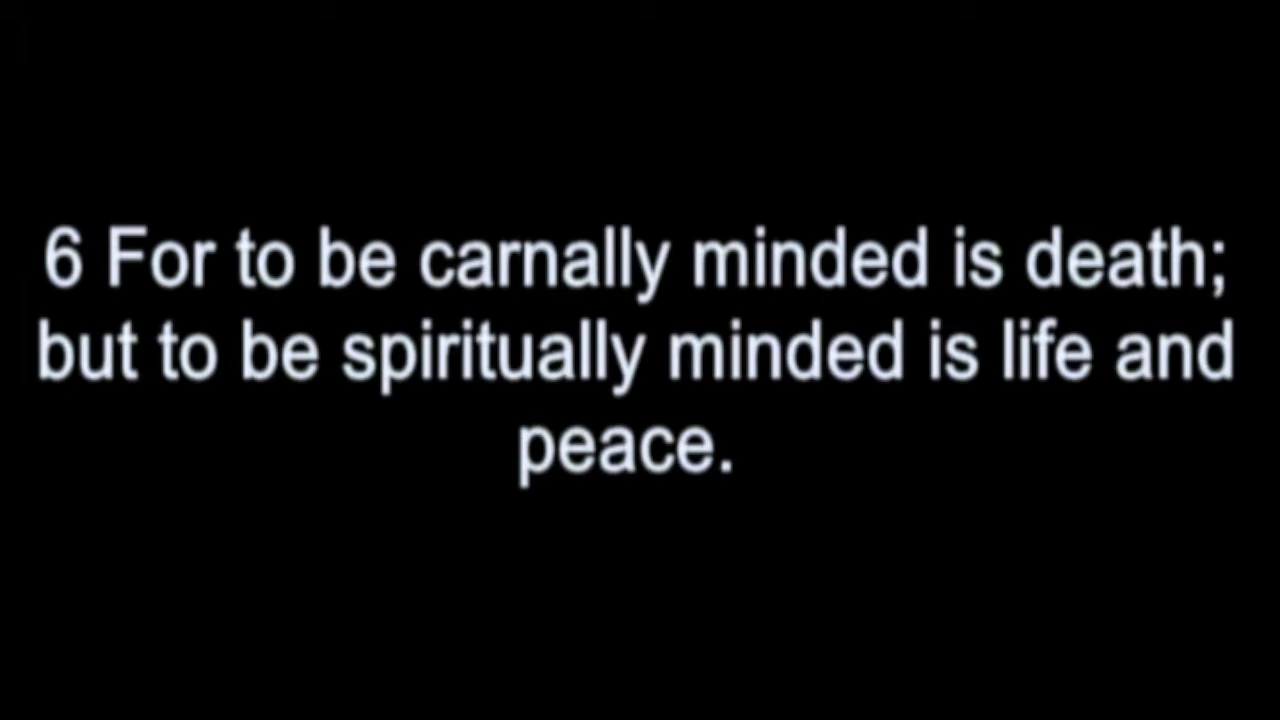 6 For to be carnally minded is death;
but to be spiritually minded is life and
peace.